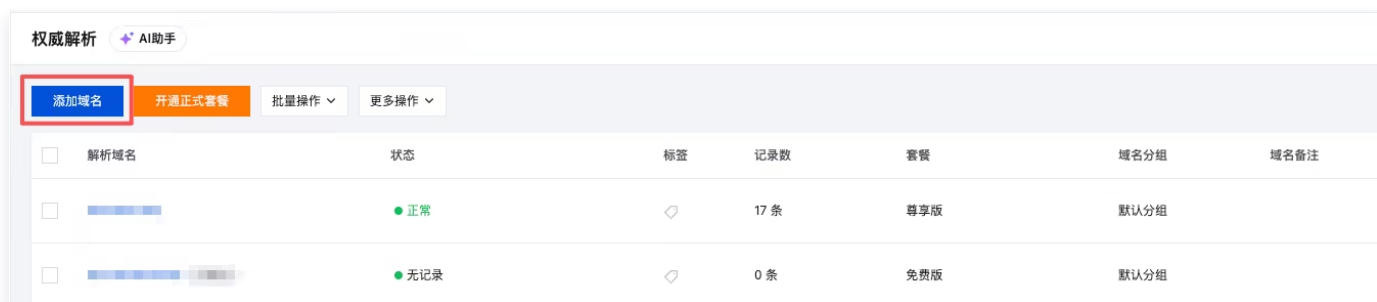 权威解析 AI助手
添加域名 开通正式套餐 批量操作 更多操作
解析域名 状态 标签 记录数 套餐 域名分组 域名备注
正常 17 条 尊享版 默认分组
无记录 0 条 免费版 默认分组